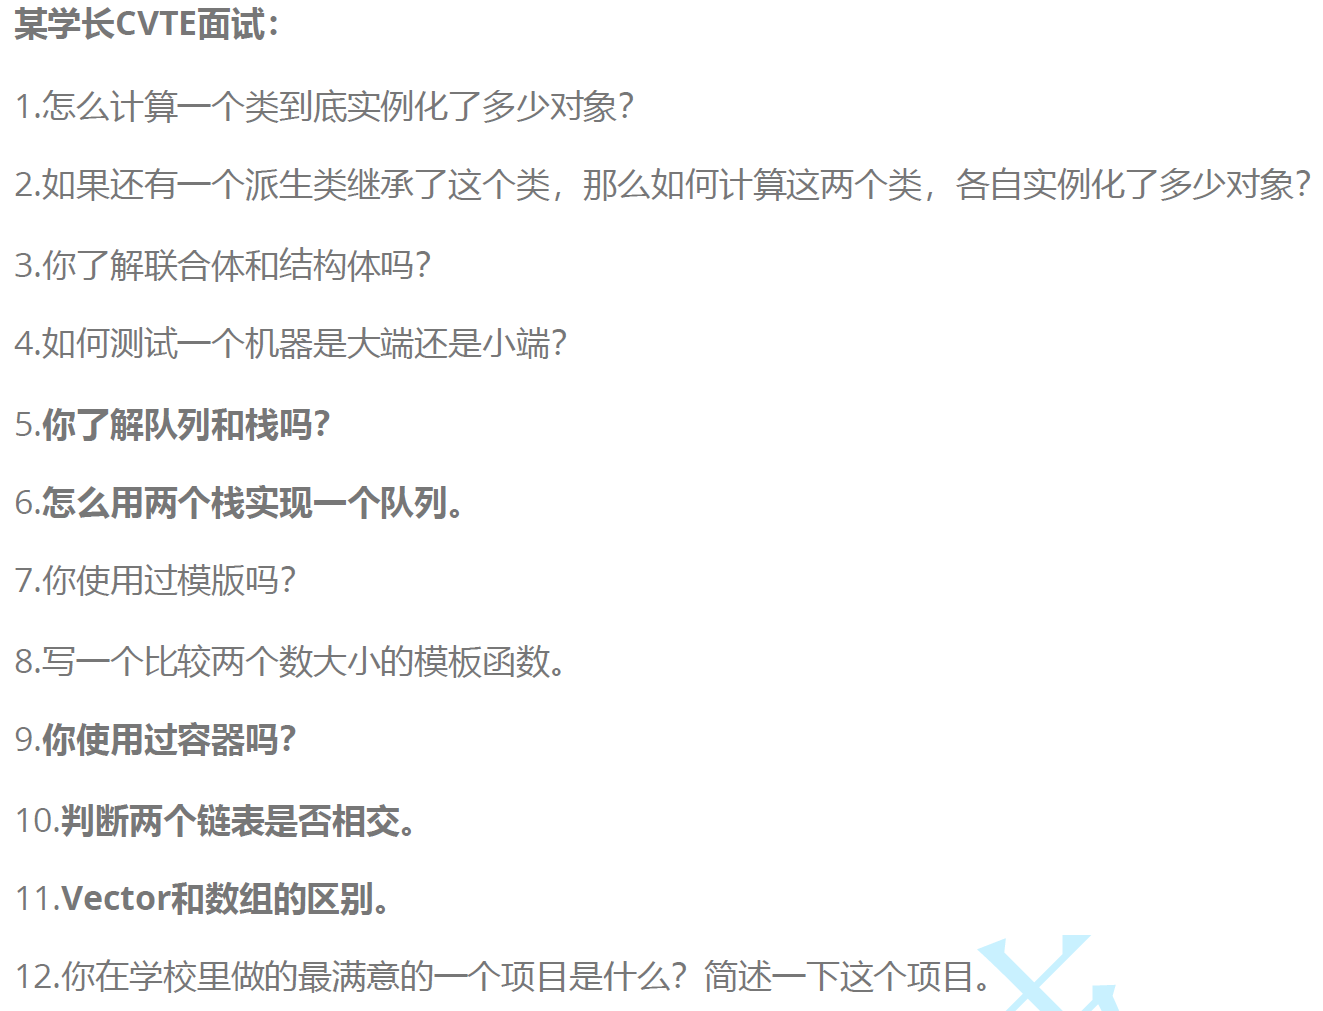 某学长CVTE面试：
1.怎么计算一个类到底实例化了多少对象？
2.如果还有一个派生类继承了这个类，那么如何计算这两个类，各自实例化了多少对象？
3.你了解联合体和结构体吗？
4.如何测试一个机器是大端还是小端？
5.你了解队列和栈吗？
6.怎么用两个栈实现一个队列。
7.你使用过模版吗？
8.写一个比较两个数大小的模板函数。
9.你使用过容器吗？
10.判断两个链表是否相交。
11.Vector和数组的区别。
12.你在学校里做的最满意的一个项目是什么？简述一下这个项目。